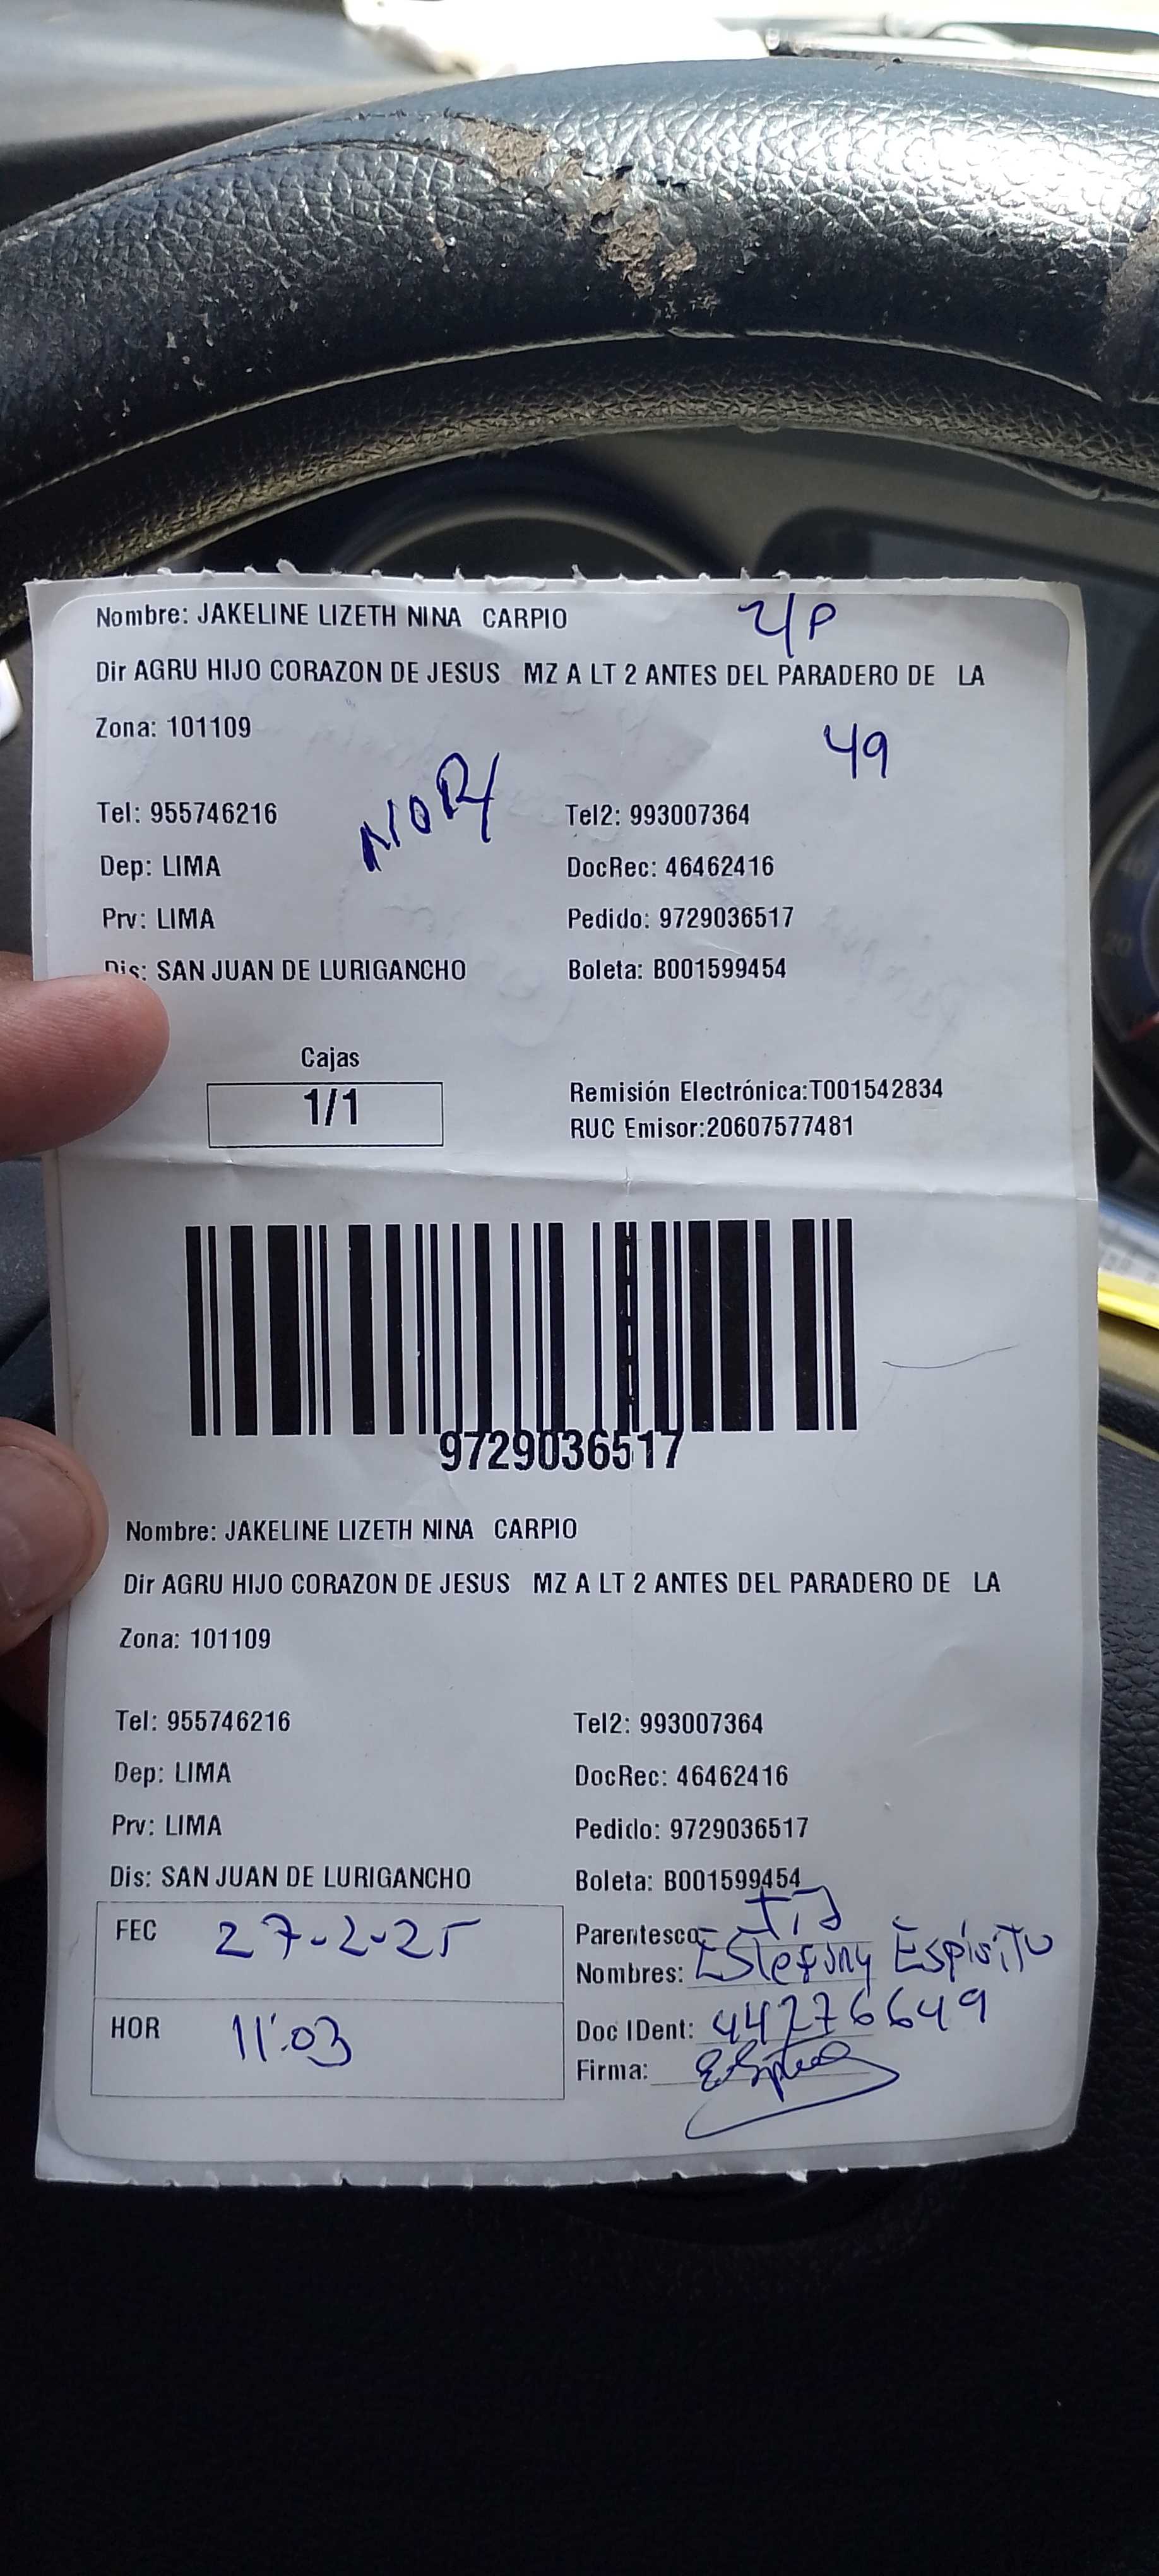 Nombre: JAKELINE LIZETH NINA CARPIO
Dir AGRU HIJO CORAZON DE JESUS MZ A LT 2 ANTES DEL PARADERO DE LA
Zona: 101109
49
Tel: 955746216 Tel2: 993007364
Dep: LIMA DocRec: 46462416
Prv: LIMA Pedido: 9729036517
Dis: SAN JUAN DE LURIGANCHO Boleta: B001599454
Cajas
1/1
Remisión Electrónica:T001542834
RUC Emisor:20607577481
9729036517
Nombre: JAKELINE LIZETH NINA CARPIO
Dir AGRU HIJO CORAZON DE JESUS MZ A LT 2 ANTES DEL PARADERO DE LA
Zona: 101109
Tel: 955746216 Tel2: 993007364
Dep: LIMA DocRec: 46462416
Prv: LIMA Pedido: 9729036517
Dis: SAN JUAN DE LURIGANCHO Boleta: B001599454
FEC 27-2-25 Parentesco Tia
Nombres: Estefany Espiritu
HOR 11:03 Doc IDent: 44276649
Firma: